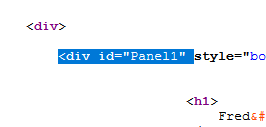 <div>
<div id="Panel1" style="bo
<h1>
Fred&#